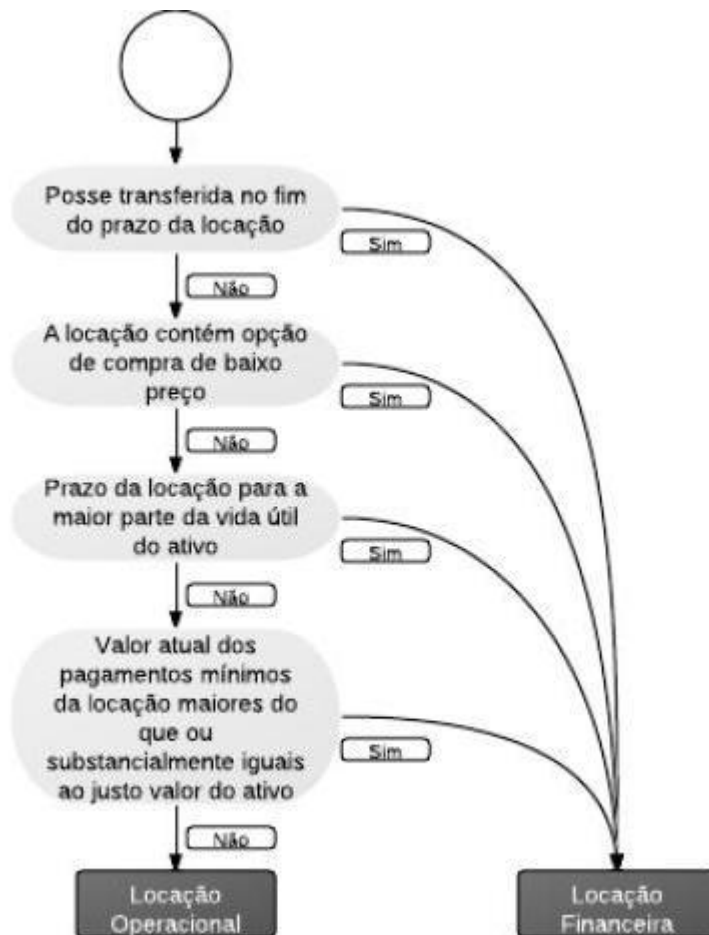 Posse transferida no fim
do prazo da locação
Sim
Não
A locação contém opção
de compra de baixo
preço
Sim
Não
Prazo da locação para a
maior parte da vida útil
do ativo
Sim
Não
Valor atual dos
pagamentos mínimos
da locação maiores do
que ou
substancialmente iguais
ao justo valor do ativo
Sim
Não
Locação
Operacional
Locação
Financeira